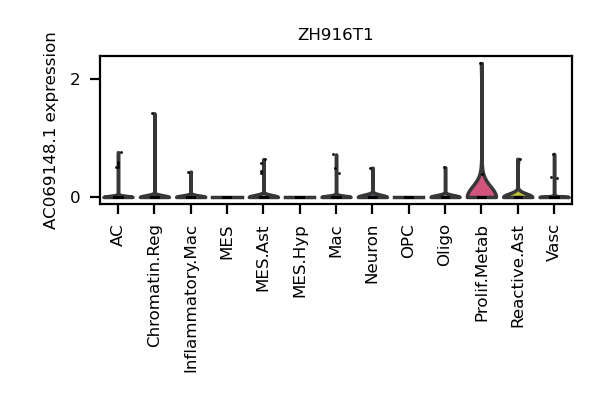 ZH916T1
AC069148.1 expression
2
0
AC
Chromatin.Reg
Inflammatory.Mac
MES
MES.Ast
MES.Hyp
Mac
Neuron
OPC
Oligo
Prolif.Metab
Reactive.Ast
Vasc